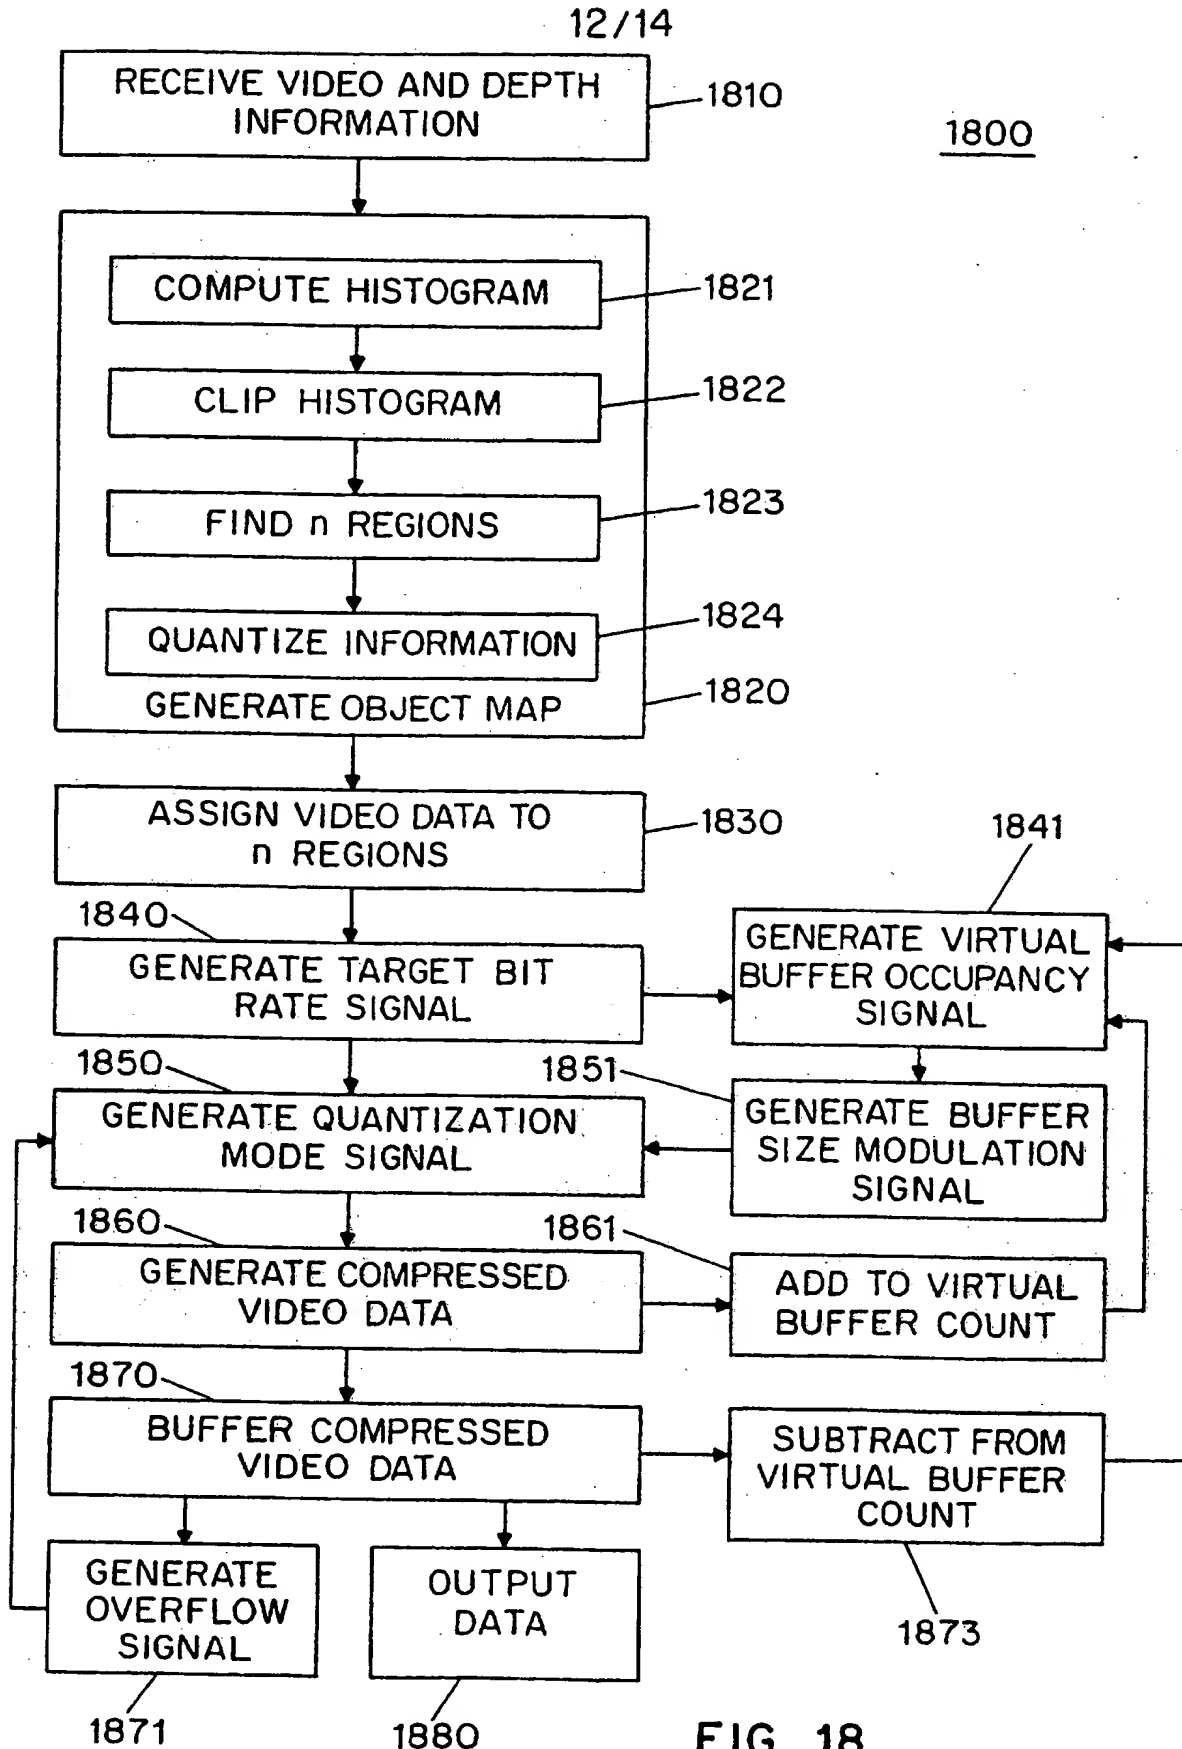 12/14
RECEIVE VIDEO AND DEPTH
INFORMATION
1810
1800
COMPUTE HISTOGRAM
1821
CLIP HISTOGRAM
1822
FIND n REGIONS
1823
QUANTIZE INFORMATION
1824
GENERATE OBJECT MAP
1820
ASSIGN VIDEO DATA TO
n REGIONS
1830
1841
1840
GENERATE TARGET BIT
RATE SIGNAL
GENERATE VIRTUAL
BUFFER OCCUPANCY
SIGNAL
1850
GENERATE QUANTIZATION
MODE SIGNAL
1851
GENERATE BUFFER
SIZE MODULATION
SIGNAL
1860
GENERATE COMPRESSED
VIDEO DATA
1861
ADD TO VIRTUAL
BUFFER COUNT
1870
BUFFER COMPRESSED
VIDEO DATA
SUBTRACT FROM
VIRTUAL BUFFER
COUNT
1873
GENERATE
OVERFLOW
SIGNAL
1871
OUTPUT
DATA
1880
FIG. 18